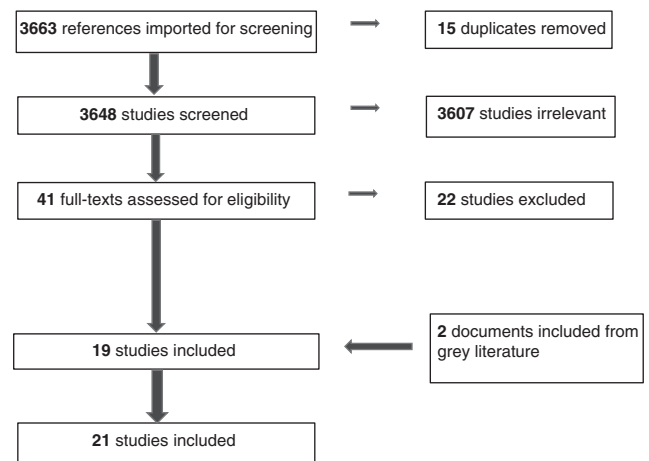 3663 references imported for screening
15 duplicates removed
3648 studies screened
3607 studies irrelevant
41 full-texts assessed for eligibility
22 studies excluded
2 documents included from
grey literature
19 studies included
21 studies included